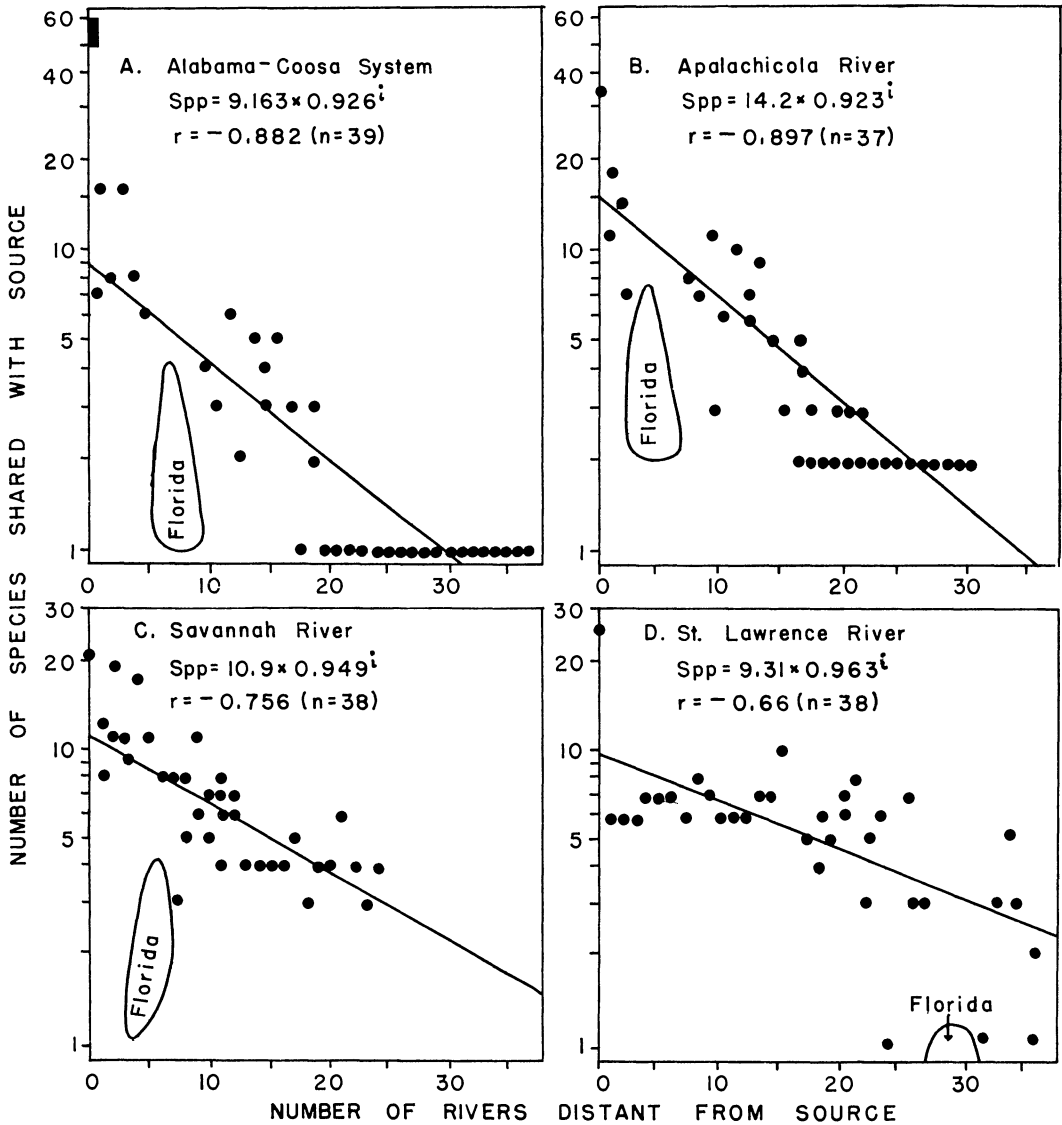 60
40
20
10
5
1
A. Alabama-Coosa System
Spp=9.163×0.926ⁱ
r=-0.882 (n=39)
Florida
0 10 20 30
B. Apalachicola River
Spp=14.2×0.923ⁱ
r=-0.897 (n=37)
60
40
20
10
5
1
Florida
0 10 20 30
C. Savannah River
Spp=10.9×0.949ⁱ
r=-0.756 (n=38)
30
20
10
5
1
Florida
0 10 20 30
D. St. Lawrence River
Spp=9.31×0.963ⁱ
r=-0.66 (n=38)
30
20
10
5
1
Florida
0 10 20 30
NUMBER OF SPECIES SHARED WITH SOURCE
NUMBER OF RIVERS DISTANT FROM SOURCE